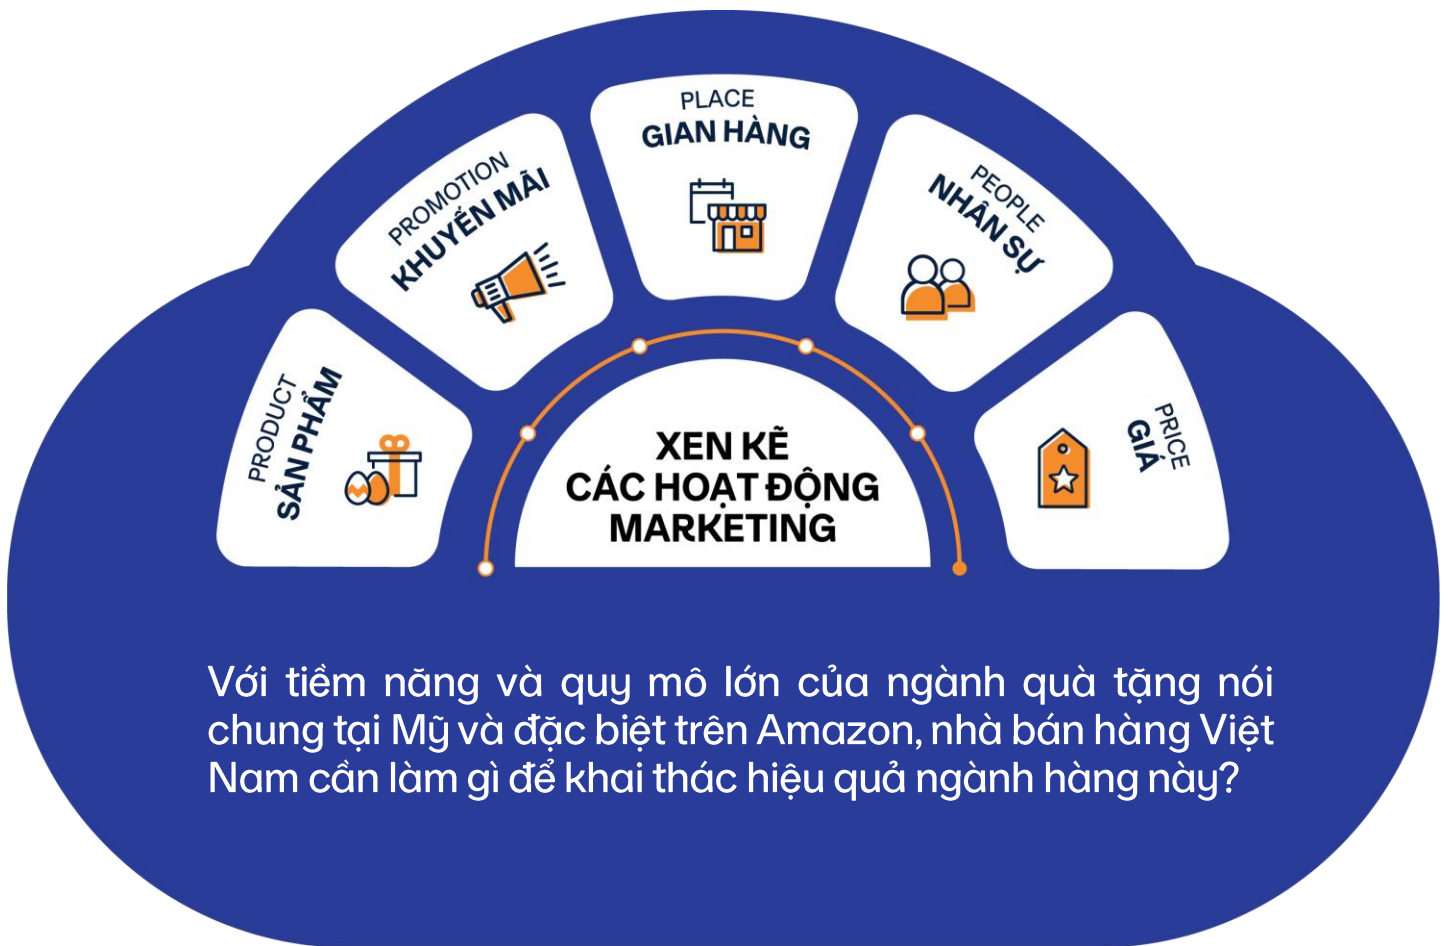 PRODUCT
SẢN PHẨM
PROMOTION
KHUYẾN MÃI
PLACE
GIAN HÀNG
PEOPLE
NHÂN SỰ
PRICE
GIÁ
XEN KẼ
CÁC HOẠT ĐỘNG
MARKETING
Với tiềm năng và quy mô lớn của ngành quà tặng nói
chung tại Mỹ và đặc biệt trên Amazon, nhà bán hàng Việt
Nam cần làm gì để khai thác hiệu quả ngành hàng này?